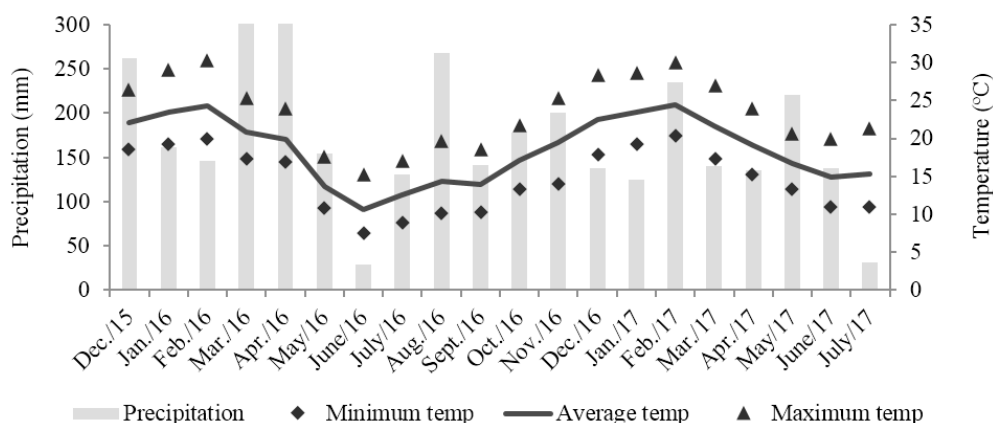 300
250
200
150
100
50
0
Precipitation (mm)
35
30
25
20
15
10
5
0
Temperature (ºC)
Dec./15
Jan./16
Feb./16
Mar./16
Apr./16
May/16
June/16
July/16
Aug./16
Sept./16
Oct./16
Nov./16
Dec./16
Jan./17
Feb./17
Mar./17
Apr./17
May/17
June/17
July/17
Precipitation Minimum temp Average temp Maximum temp